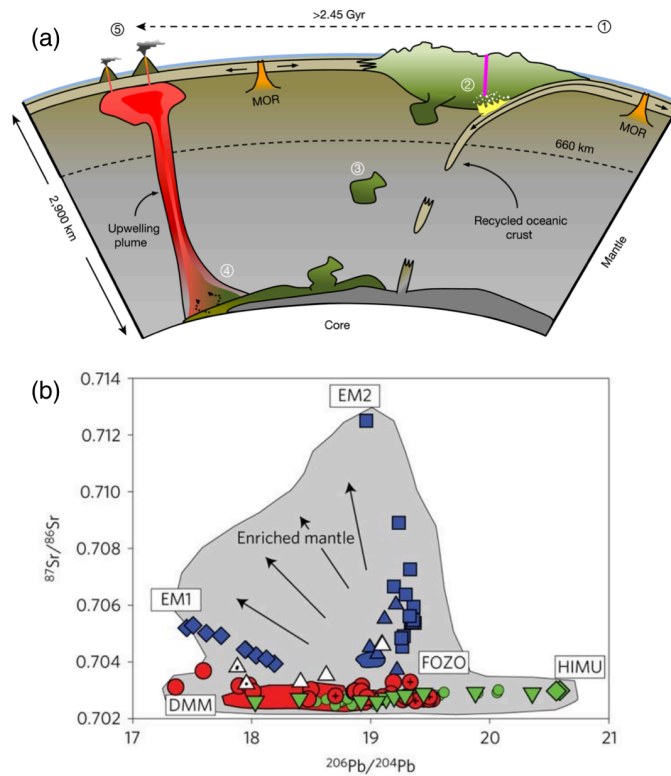 (a)
>2.45 Gyr
⑤
①
②
MOR
MOR
660 km
③
2,900 km
Upwelling
plume
Recycled oceanic
crust
Mantle
④
Core
(b)
0.714
EM2
0.712
0.710
87Sr/86Sr
Enriched mantle
0.708
EM1
0.706
0.704
FOZO
HIMU
DMM
0.702
17
18
19
20
21
206Pb/204Pb